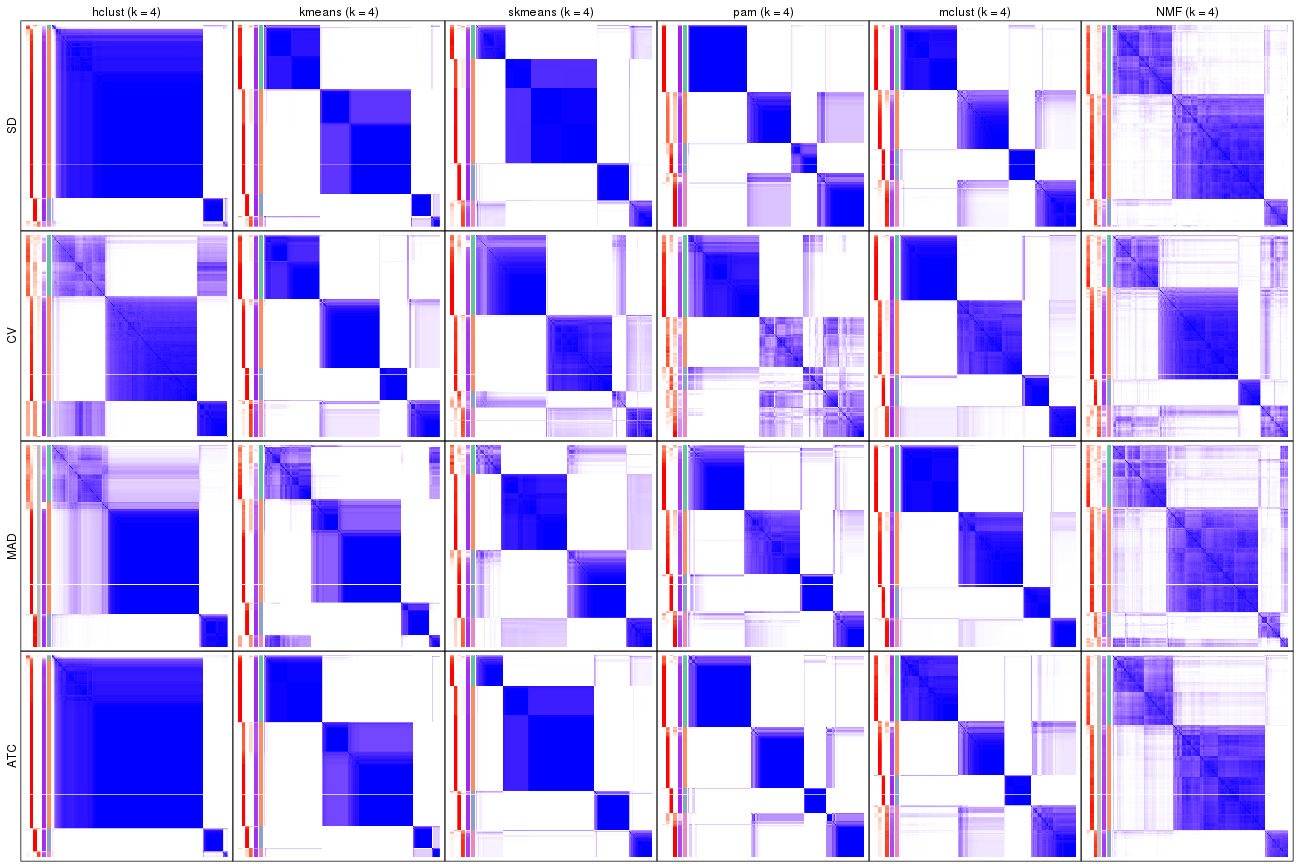 hclust (k = 4) kmeans (k = 4) skmeans (k = 4) pam (k = 4) mclust (k = 4) NMF (k = 4)
SD
CV
MAD
ATC